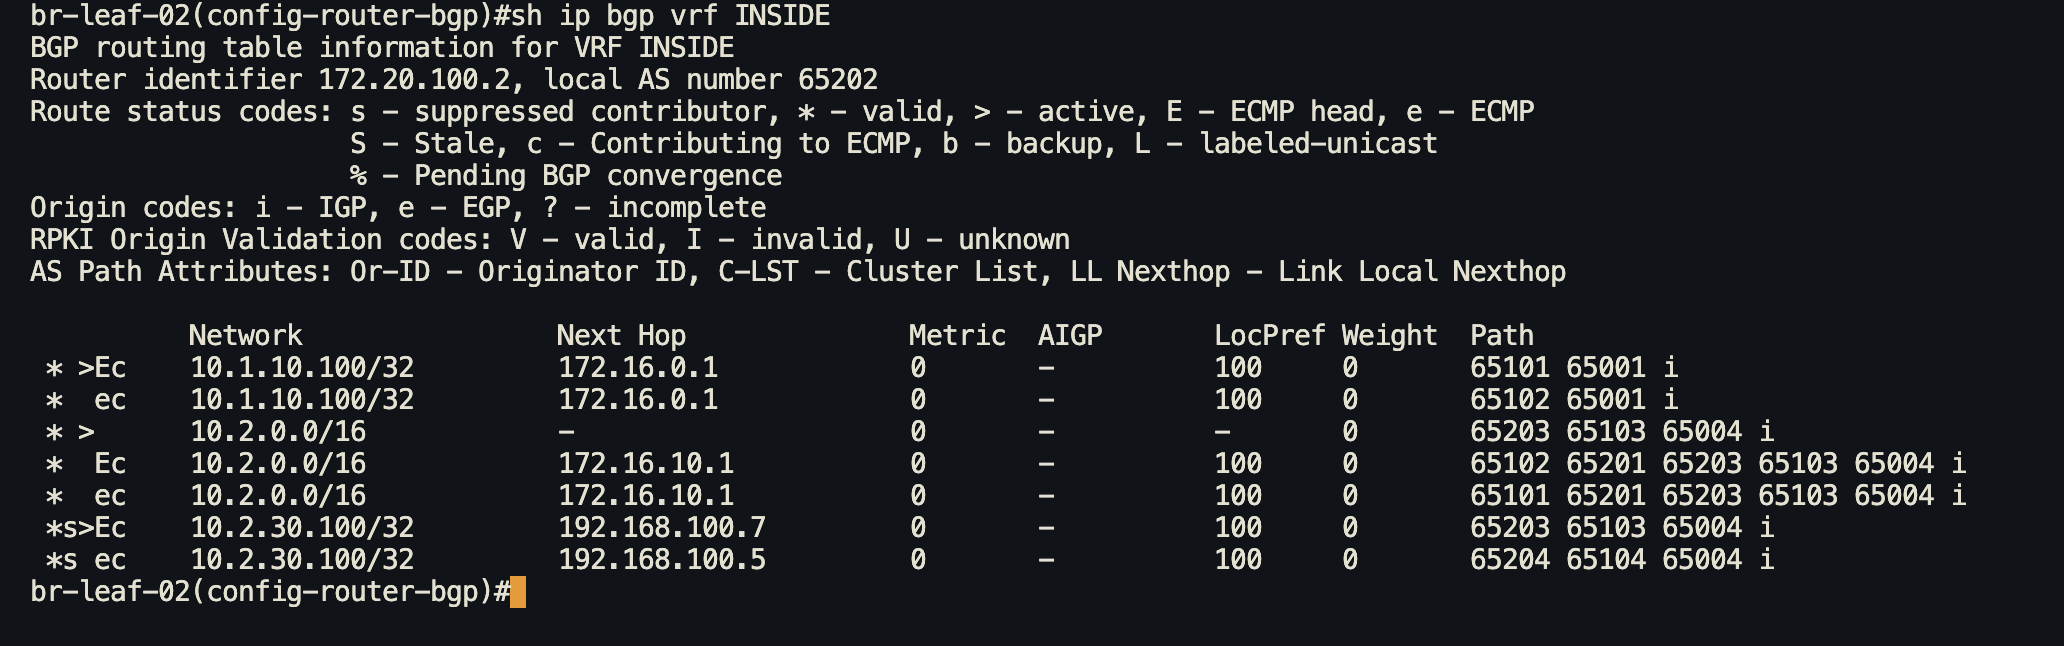 br-leaf-02(config-router-bgp)#sh ip bgp vrf INSIDE
BGP routing table information for VRF INSIDE
Router identifier 172.20.100.2, local AS number 65202
Route status codes: s - suppressed contributor, * - valid, > - active, E - ECMP head, e - ECMP
                    S - Stale, c - Contributing to ECMP, b - backup, L - labeled-unicast
                    % - Pending BGP convergence
Origin codes: i - IGP, e - EGP, ? - incomplete
RPKI Origin Validation codes: V - valid, I - invalid, U - unknown
AS Path Attributes: Or-ID - Originator ID, C-LST - Cluster List, LL Nexthop - Link Local Nexthop

          Network                Next Hop              Metric  AIGP       LocPref Weight  Path
 * >Ec    10.1.10.100/32         172.16.0.1            0       -          100     0       65101 65001 i
 *  ec    10.1.10.100/32         172.16.0.1            0       -          100     0       65102 65001 i
 * >      10.2.0.0/16            -                     0       -          -       0       65203 65103 65004 i
 *  Ec    10.2.0.0/16            172.16.10.1           0       -          100     0       65102 65201 65203 65103 65004 i
 *  ec    10.2.0.0/16            172.16.10.1           0       -          100     0       65101 65201 65203 65103 65004 i
 *s>Ec    10.2.30.100/32         192.168.100.7         0       -          100     0       65203 65103 65004 i
 *s ec    10.2.30.100/32         192.168.100.5         0       -          100     0       65204 65104 65004 i
br-leaf-02(config-router-bgp)#